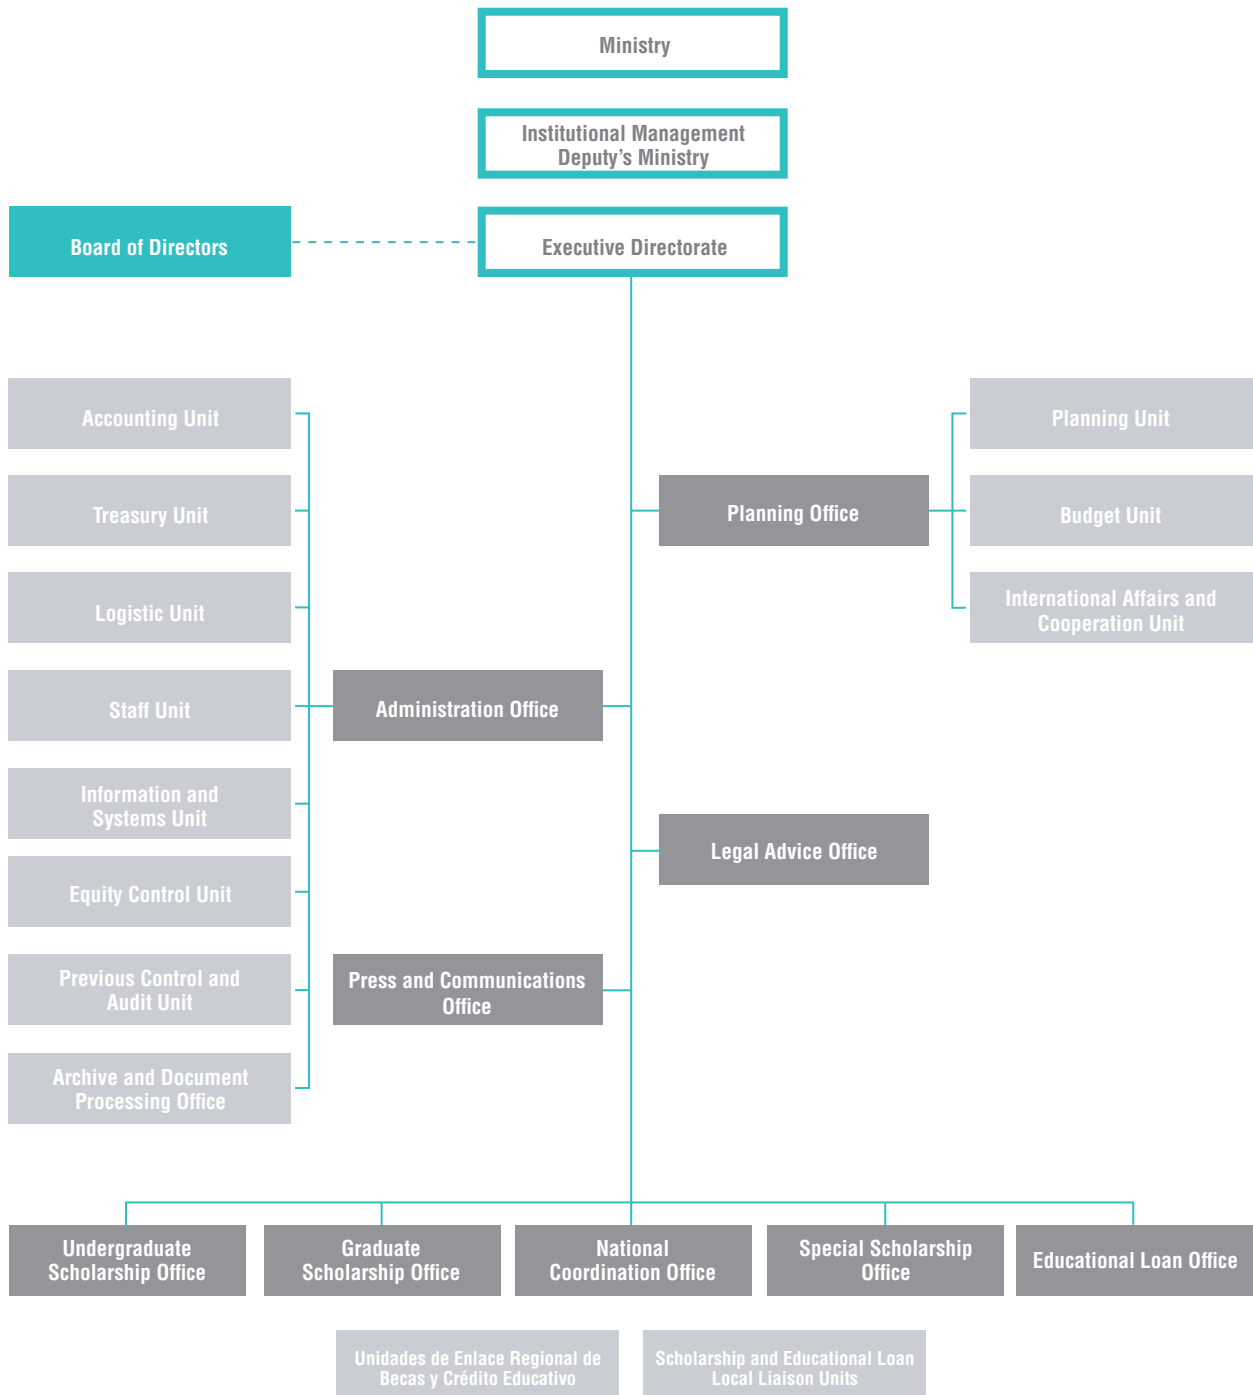 Ministry
Institutional Management
Deputy's Ministry
Board of Directors
Executive Directorate
Accounting Unit
Treasury Unit
Logistic Unit
Staff Unit
Information and
Systems Unit
Equity Control Unit
Previous Control and
Audit Unit
Archive and Document
Processing Office
Administration Office
Press and Communications
Office
Planning Office
Legal Advice Office
Planning Unit
Budget Unit
International Affairs and
Cooperation Unit
Undergraduate
Scholarship Office
Graduate
Scholarship Office
National
Coordination Office
Special Scholarship
Office
Educational Loan Office
Unidades de Enlace Regional de
Becas y Crédito Educativo
Scholarship and Educational Loan
Local Liaison Units